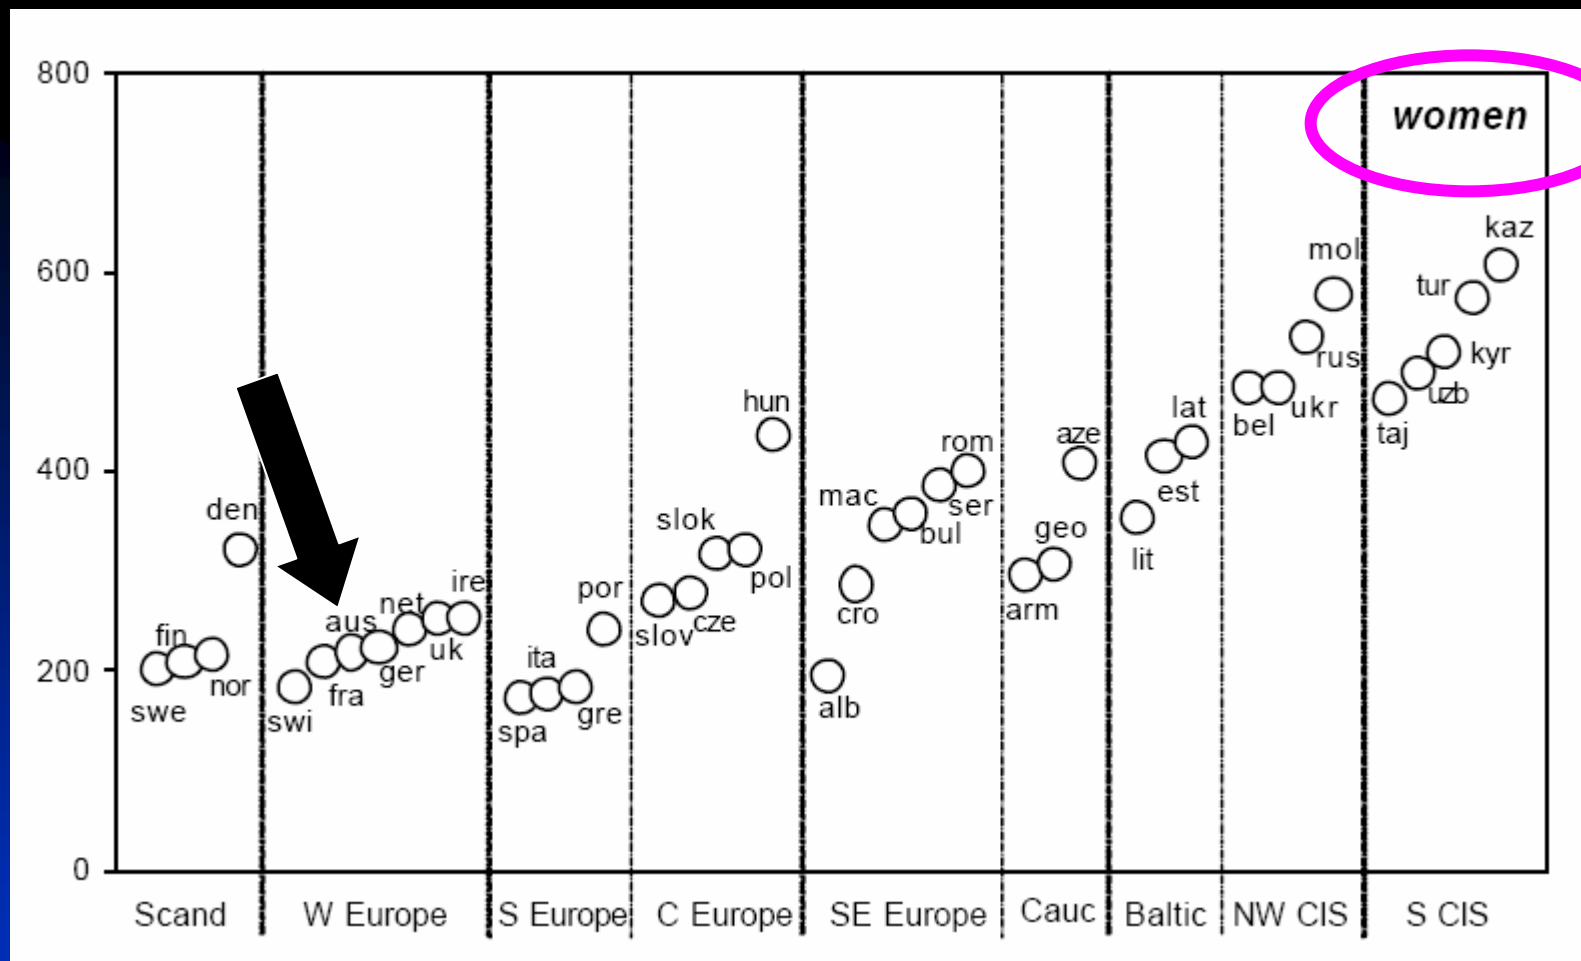 800
women
kaz
mol
600
tur
rus
kyr
uzb
hun
lat
ukr
bel
taj
aze
rom
400
mac
est
ser
den
slok
bul
geo
lit
ire
pol
por
net
cro
arm
aus
cze
fin
slov
uk
ita
200
ger
nor
fra
alb
gre
swe
swi
spa
0
Scand W Europe S Europe C Europe SE Europe Cauc Baltic NW CIS S CIS